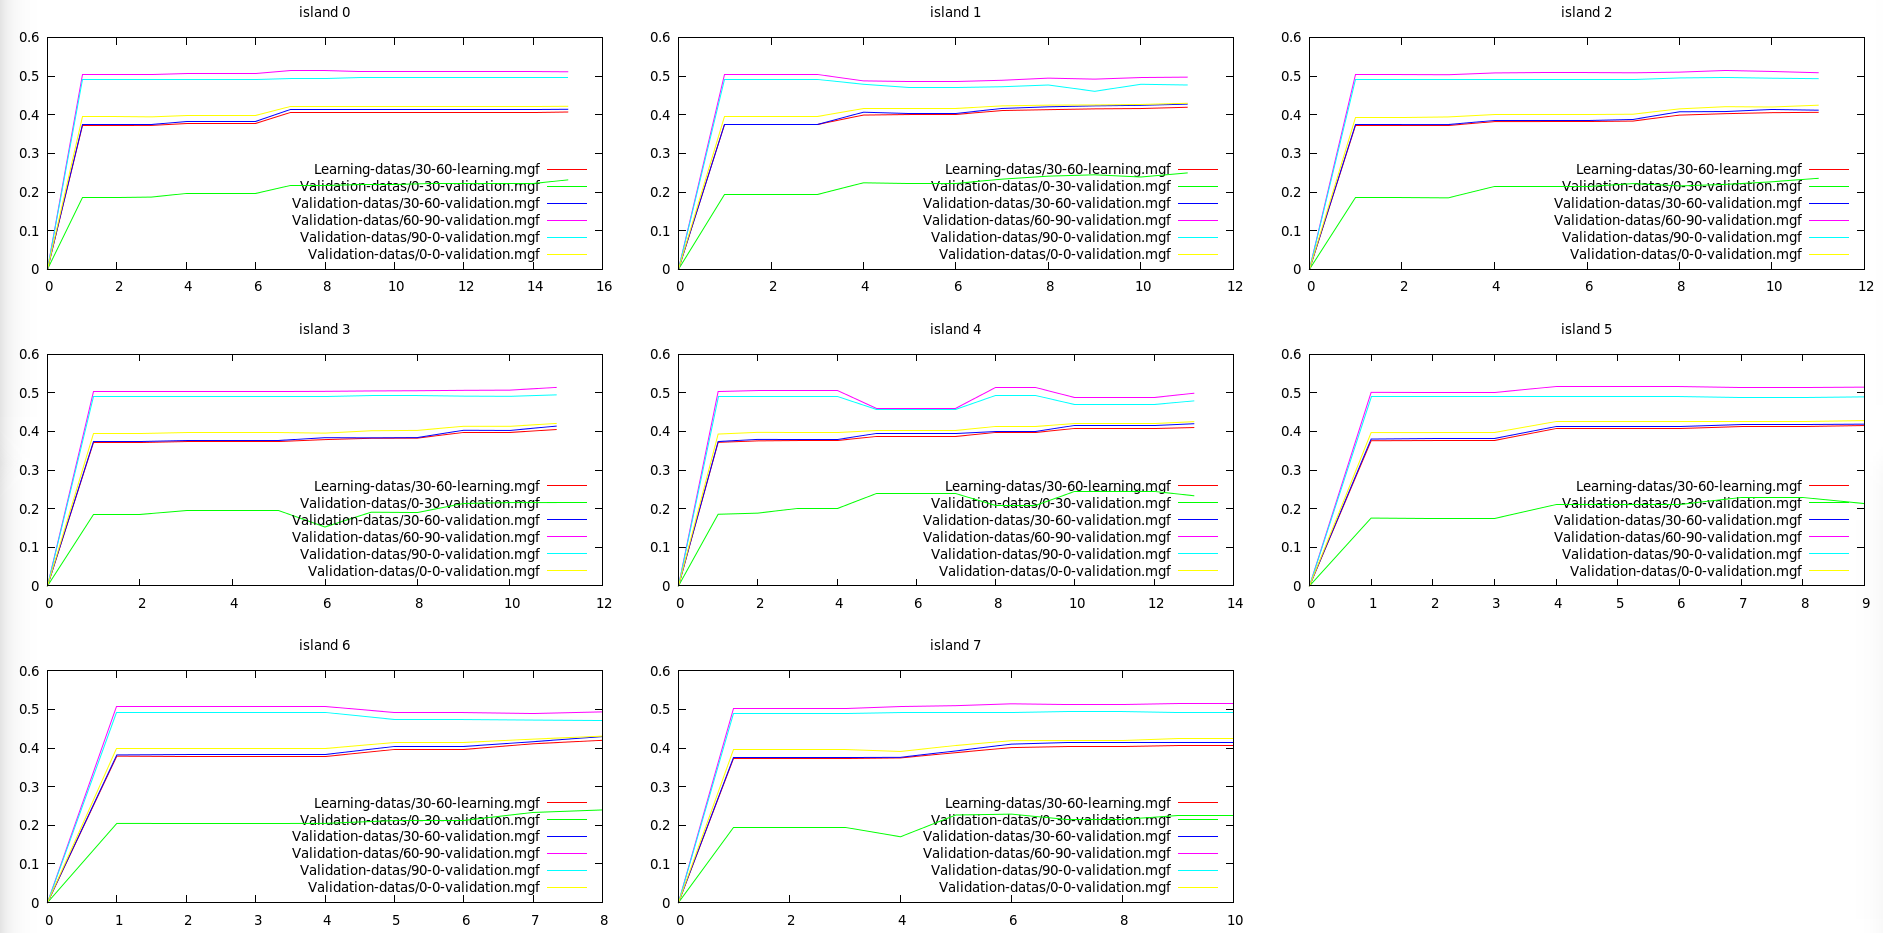 island 0
0.6
0.5
0.4
0.3
0.2
0.1
0
Learning-datas/30-60-learning.mgf
Validation-datas/0-30-validation.mgf
Validation-datas/30-60-validation.mgf
Validation-datas/60-90-validation.mgf
Validation-datas/90-0-validation.mgf
Validation-datas/0-0-validation.mgf
0 2 4 6 8 10 12 14 16
island 1
0.6
0.5
0.4
0.3
0.2
0.1
0
Learning-datas/30-60-learning.mgf
Validation-datas/0-30-validation.mgf
Validation-datas/30-60-validation.mgf
Validation-datas/60-90-validation.mgf
Validation-datas/90-0-validation.mgf
Validation-datas/0-0-validation.mgf
0 2 4 6 8 10 12
island 2
0.6
0.5
0.4
0.3
0.2
0.1
0
Learning-datas/30-60-learning.mgf
Validation-datas/0-30-validation.mgf
Validation-datas/30-60-validation.mgf
Validation-datas/60-90-validation.mgf
Validation-datas/90-0-validation.mgf
Validation-datas/0-0-validation.mgf
0 2 4 6 8 10 12
island 3
0.6
0.5
0.4
0.3
0.2
0.1
0
Learning-datas/30-60-learning.mgf
Validation-datas/0-30-validation.mgf
Validation-datas/30-60-validation.mgf
Validation-datas/60-90-validation.mgf
Validation-datas/90-0-validation.mgf
Validation-datas/0-0-validation.mgf
0 2 4 6 8 10 12
island 4
0.6
0.5
0.4
0.3
0.2
0.1
0
Learning-datas/30-60-learning.mgf
Validation-datas/0-30-validation.mgf
Validation-datas/30-60-validation.mgf
Validation-datas/60-90-validation.mgf
Validation-datas/90-0-validation.mgf
Validation-datas/0-0-validation.mgf
0 2 4 6 8 10 12 14
island 5
0.6
0.5
0.4
0.3
0.2
0.1
0
Learning-datas/30-60-learning.mgf
Validation-datas/0-30-validation.mgf
Validation-datas/30-60-validation.mgf
Validation-datas/60-90-validation.mgf
Validation-datas/90-0-validation.mgf
Validation-datas/0-0-validation.mgf
0 1 2 3 4 5 6 7 8 9
island 6
0.6
0.5
0.4
0.3
0.2
0.1
0
Learning-datas/30-60-learning.mgf
Validation-datas/0-30-validation.mgf
Validation-datas/30-60-validation.mgf
Validation-datas/60-90-validation.mgf
Validation-datas/90-0-validation.mgf
Validation-datas/0-0-validation.mgf
0 1 2 3 4 5 6 7 8
island 7
0.6
0.5
0.4
0.3
0.2
0.1
0
Learning-datas/30-60-learning.mgf
Validation-datas/0-30-validation.mgf
Validation-datas/30-60-validation.mgf
Validation-datas/60-90-validation.mgf
Validation-datas/90-0-validation.mgf
Validation-datas/0-0-validation.mgf
0 2 4 6 8 10